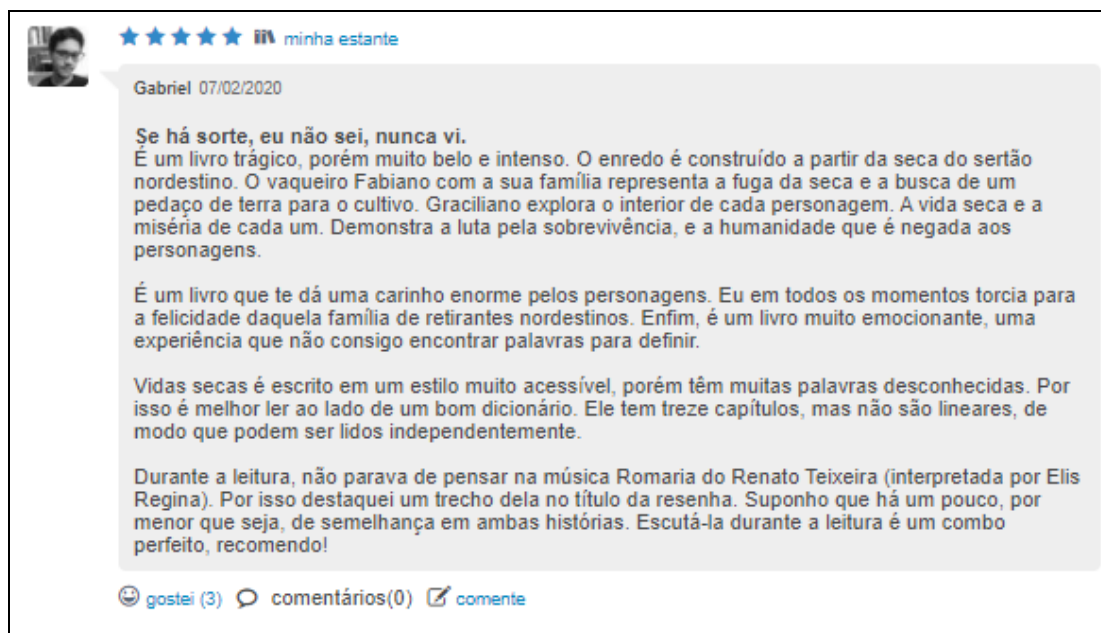 minha estante
Gabriel 07/02/2020
Se há sorte, eu não sei, nunca vi.
É um livro trágico, porém muito belo e intenso. O enredo é construído a partir da seca do sertão
nordestino. O vaqueiro Fabiano com a sua família representa a fuga da seca e a busca de um
pedaço de terra para o cultivo. Graciliano explora o interior de cada personagem. A vida seca e a
miséria de cada um. Demonstra a luta pela sobrevivência, e a humanidade que é negada aos
personagens.
É um livro que te dá uma carinho enorme pelos personagens. Eu em todos os momentos torcia para
a felicidade daquela família de retirantes nordestinos. Enfim, é um livro muito emocionante, uma
experiência que não consigo encontrar palavras para definir.
Vidas secas é escrito em um estilo muito acessível, porém têm muitas palavras desconhecidas. Por
isso é melhor ler ao lado de um bom dicionário. Ele tem treze capítulos, mas não são lineares, de
modo que podem ser lidos independentemente.
Durante a leitura, não parava de pensar na música Romaria do Renato Teixeira (interpretada por Elis
Regina). Por isso destaquei um trecho dela no título da resenha. Suponho que há um pouco, por
menor que seja, de semelhança em ambas histórias. Escutá-la durante a leitura é um combo
perfeito, recomendo!
gostei (3) comentários(0) comente